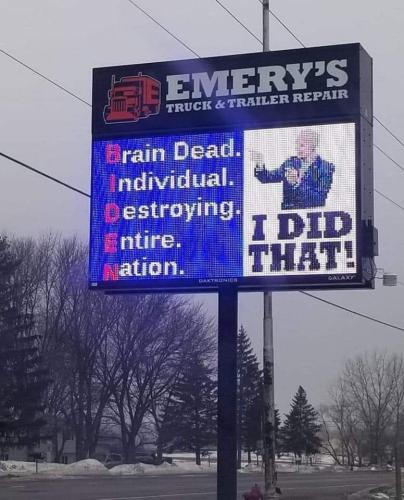 EMERY'S
TRUCK & TRAILER REPAIR
Brain Dead.
Individual.
Destroying.
Entire.
Nation.
I DID
THAT!
DAKTRONICS
GALAXY